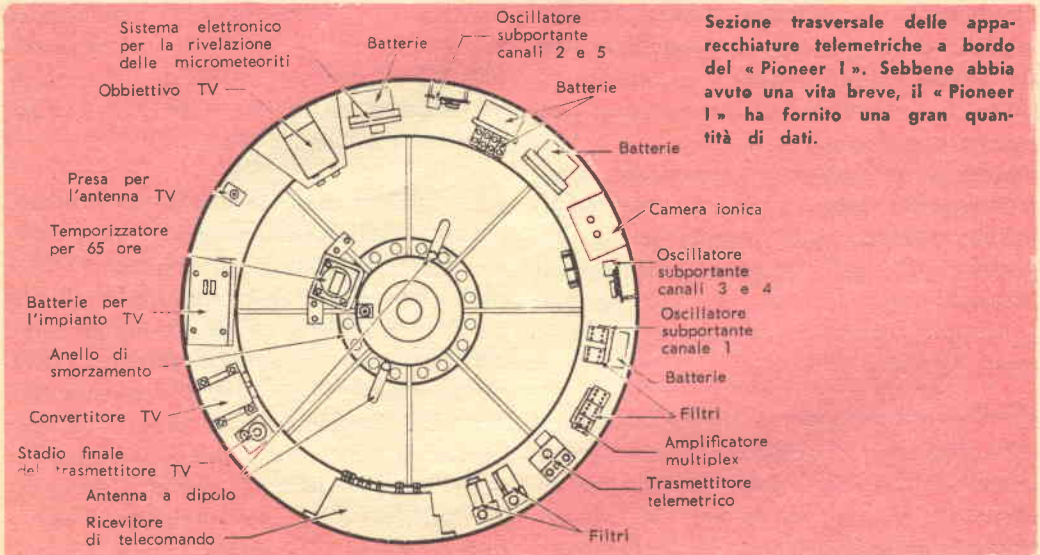 Sezione trasversale delle appa-
recchiature telemetriche a bordo
del « Pioneer I ». Sebbene abbia
avuto una vita breve, il « Pioneer
I » ha fornito una gran quan-
tità di dati.
Sistema elettronico
per la rivelazione
delle micrometeoriti
Obbiettivo TV
Presa per
l'antenna TV
Temporizzatore
per 65 ore
Batterie per
l'impianto TV
Anello di
smorzamento
Convertitore TV
Stadio finale
del trasmettitore TV
Antenna a dipolo
Ricevitore
di telecomando
Batterie
Oscillatore
subportante
canali 2 e 5
Batterie
Batterie
Camera ionica
Oscillatore
subportante
canali 3 e 4
Oscillatore
subportante
canale 1
Batterie
Filtri
Amplificatore
multiplex
Trasmettitore
telemetrico
Filtri